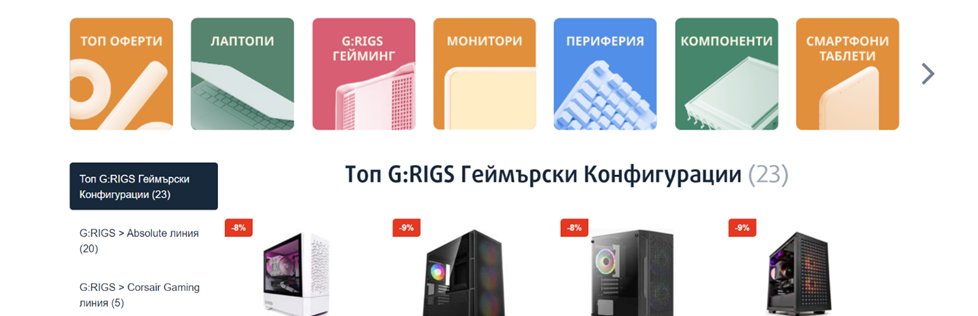 ТОП ОФЕРТИ
ЛАПТОПИ
G:RIGS
ГЕЙМИНГ
МОНИТОРИ
ПЕРИФЕРИЯ
КОМПОНЕНТИ
СМАРТФОНИ
ТАБЛЕТИ
Топ G:RIGS Геймърски
Конфигурации (23)
Топ G:RIGS Геймърски Конфигурации (23)
G:RIGS > Absolute линия
(20)
G:RIGS > Corsair Gaming
линия (5)
-8%
-9%
-8%
-9%